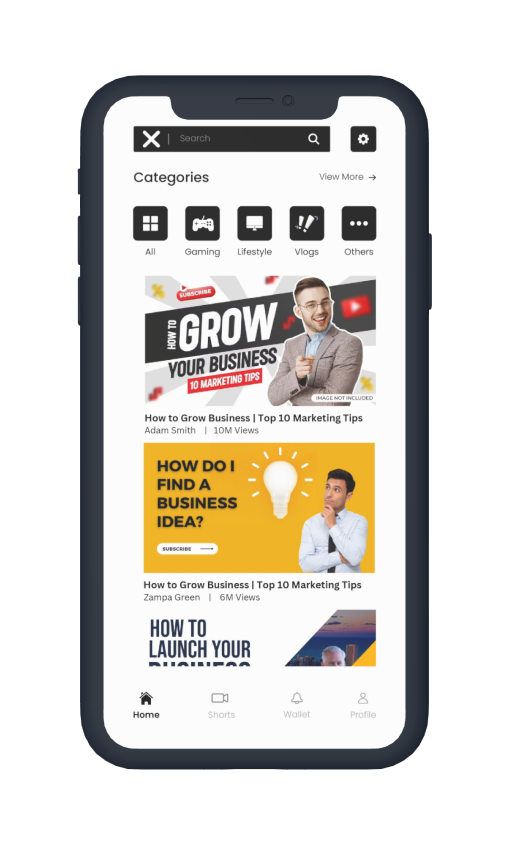 Search
Categories
View More →
All
Gaming
Lifestyle
Vlogs
Others
SUBSCRIBE
HOW TO
GROW
YOUR BUSINESS
10 MARKETING TIPS
IMAGE NOT INCLUDED
How to Grow Business | Top 10 Marketing Tips
Adam Smith | 10M Views
HOW DO I
FIND A
BUSINESS
IDEA?
SUBSCRIBE
How to Grow Business | Top 10 Marketing Tips
Zampa Green | 6M Views
HOW TO
LAUNCH YOUR
BUSINESS
Home
Shorts
Wallet
Profile